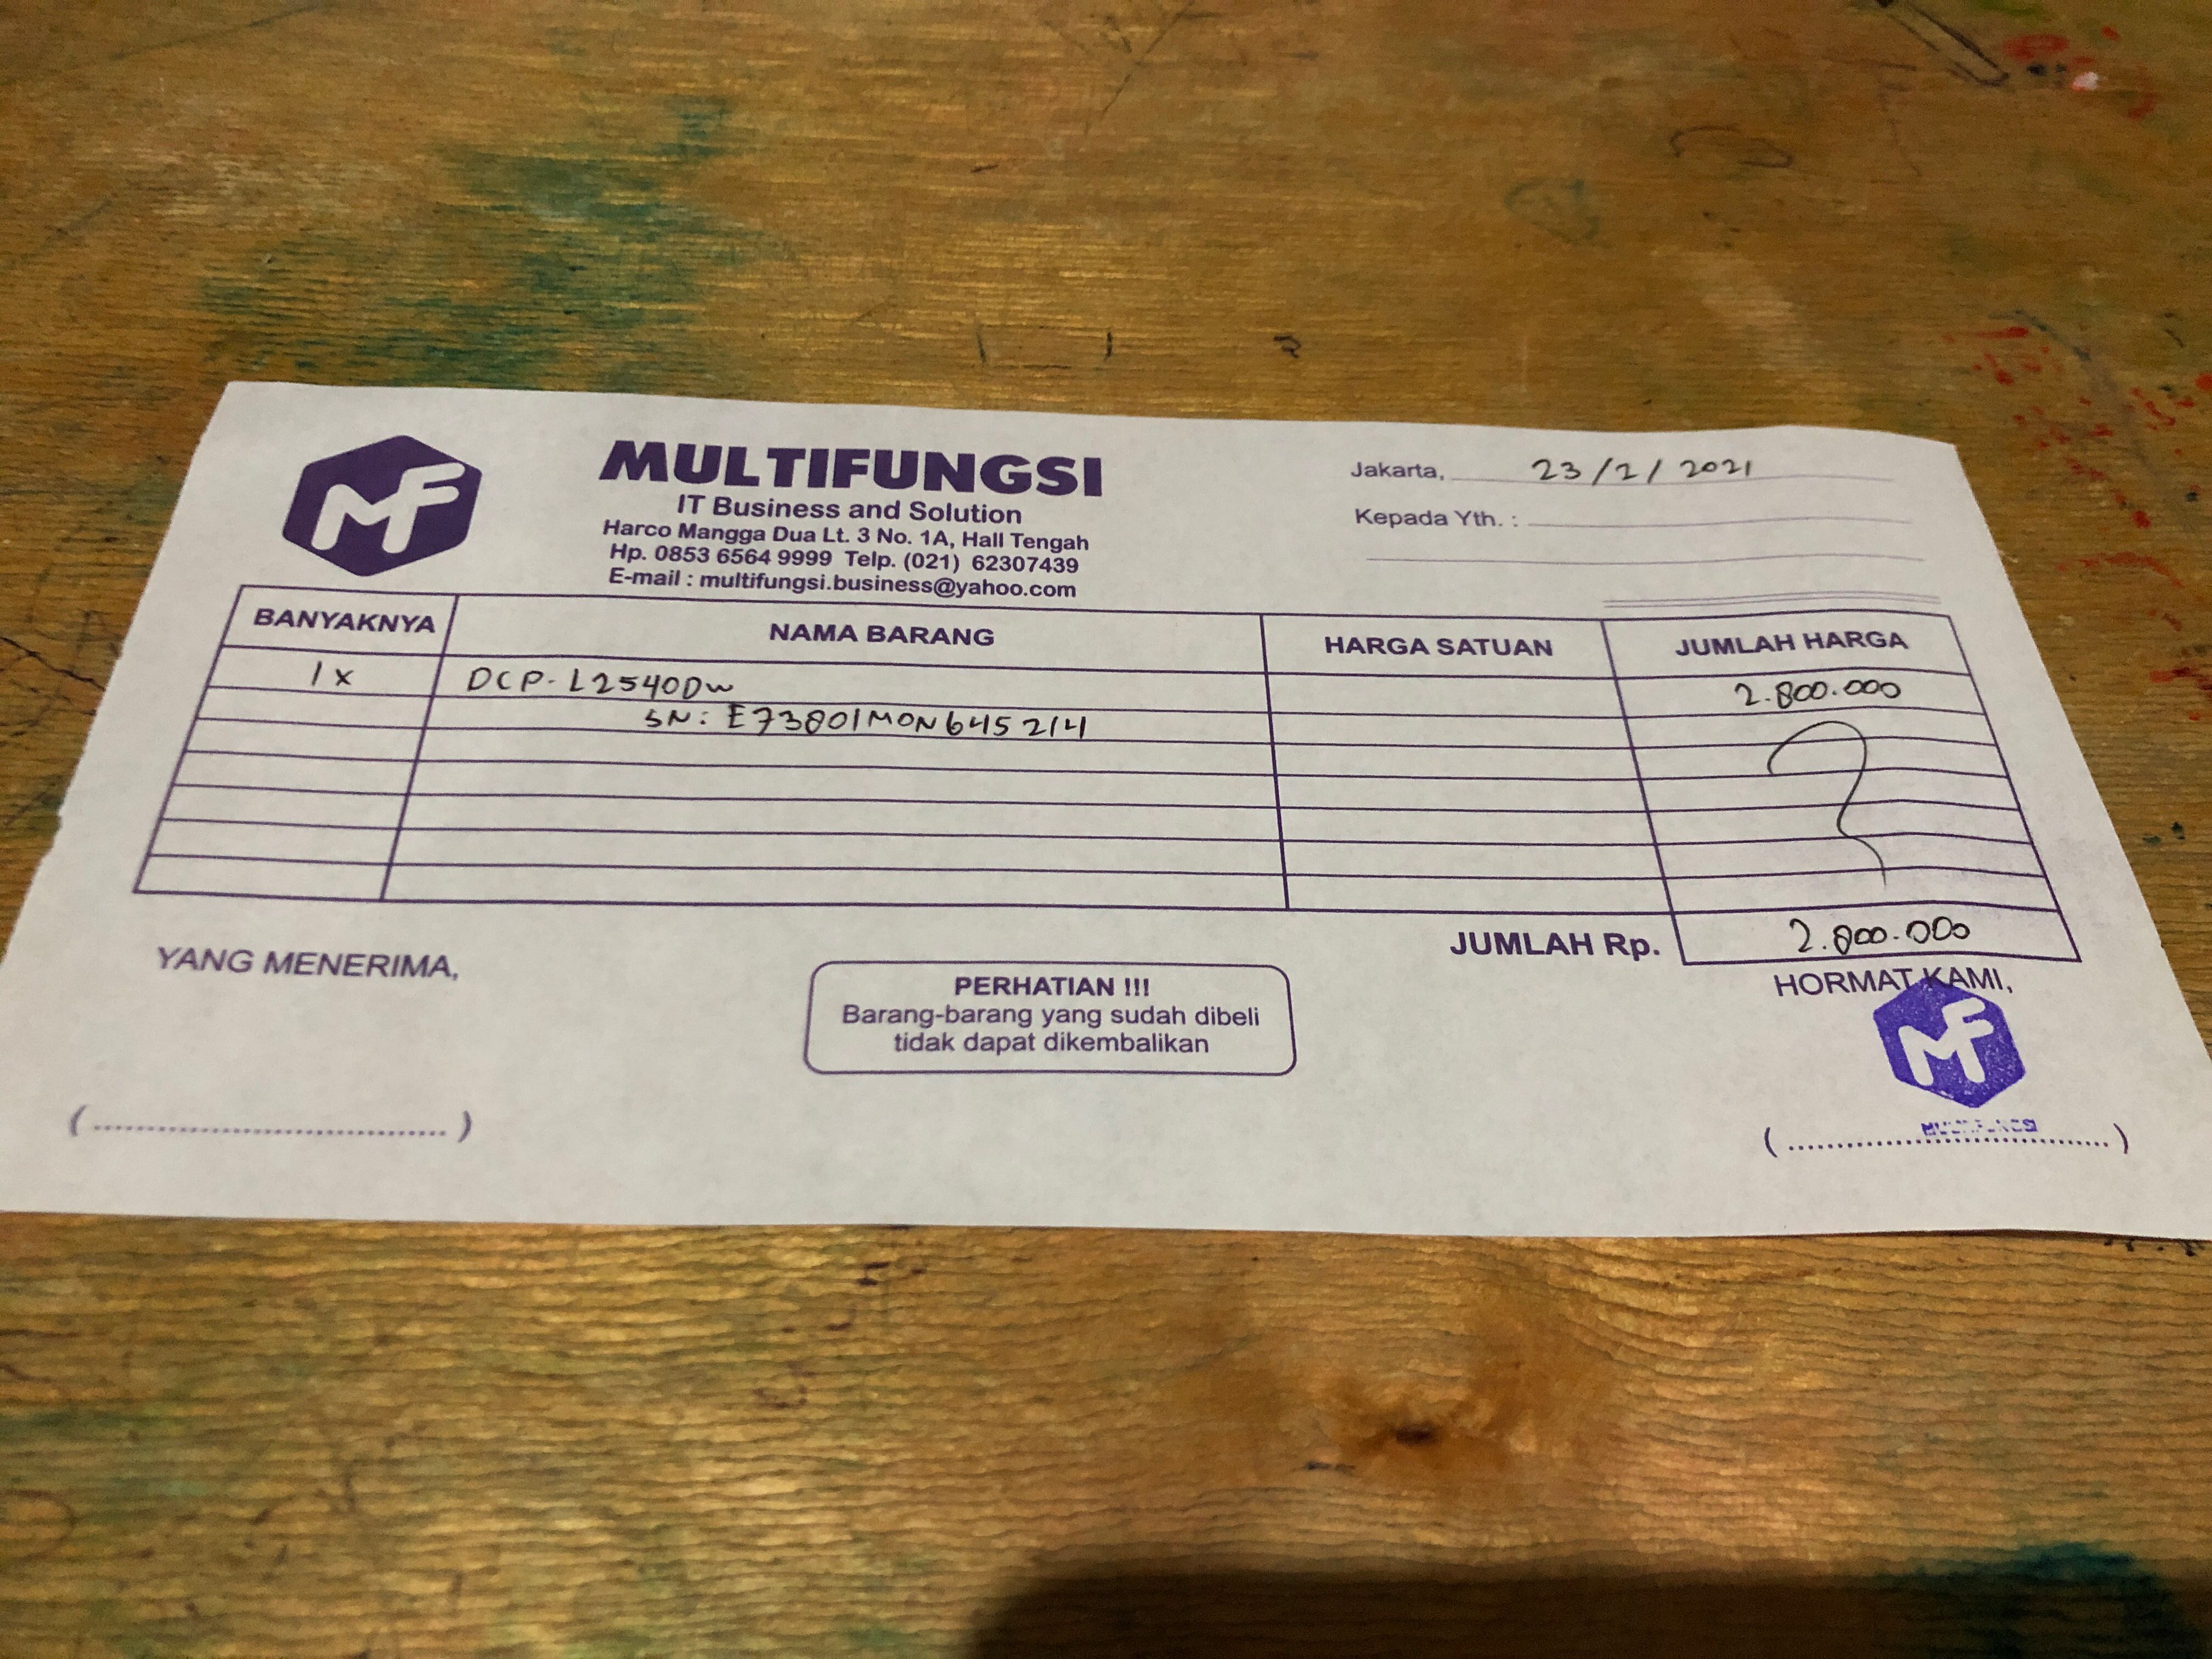 MF
MULTIFUNGSI
IT Business and Solution
Harco Mangga Dua Lt. 3 No. 1A, Hall Tengah
Hp. 0853 6564 9999 Telp. (021) 62307439
E-mail : multifungsi.business@yahoo.com
Jakarta, 23/2/2021
Kepada Yth. :
BANYAKNYA NAMA BARANG HARGA SATUAN JUMLAH HARGA
1x DCP-L2540DW 2.800.000
SN: E73801M0N645214
JUMLAH Rp. 2.800.000
YANG MENERIMA,
PERHATIAN !!!
Barang-barang yang sudah dibeli
tidak dapat dikembalikan
HORMAT KAMI,
MF
MULTIFUNGSI
(................................) (................................)